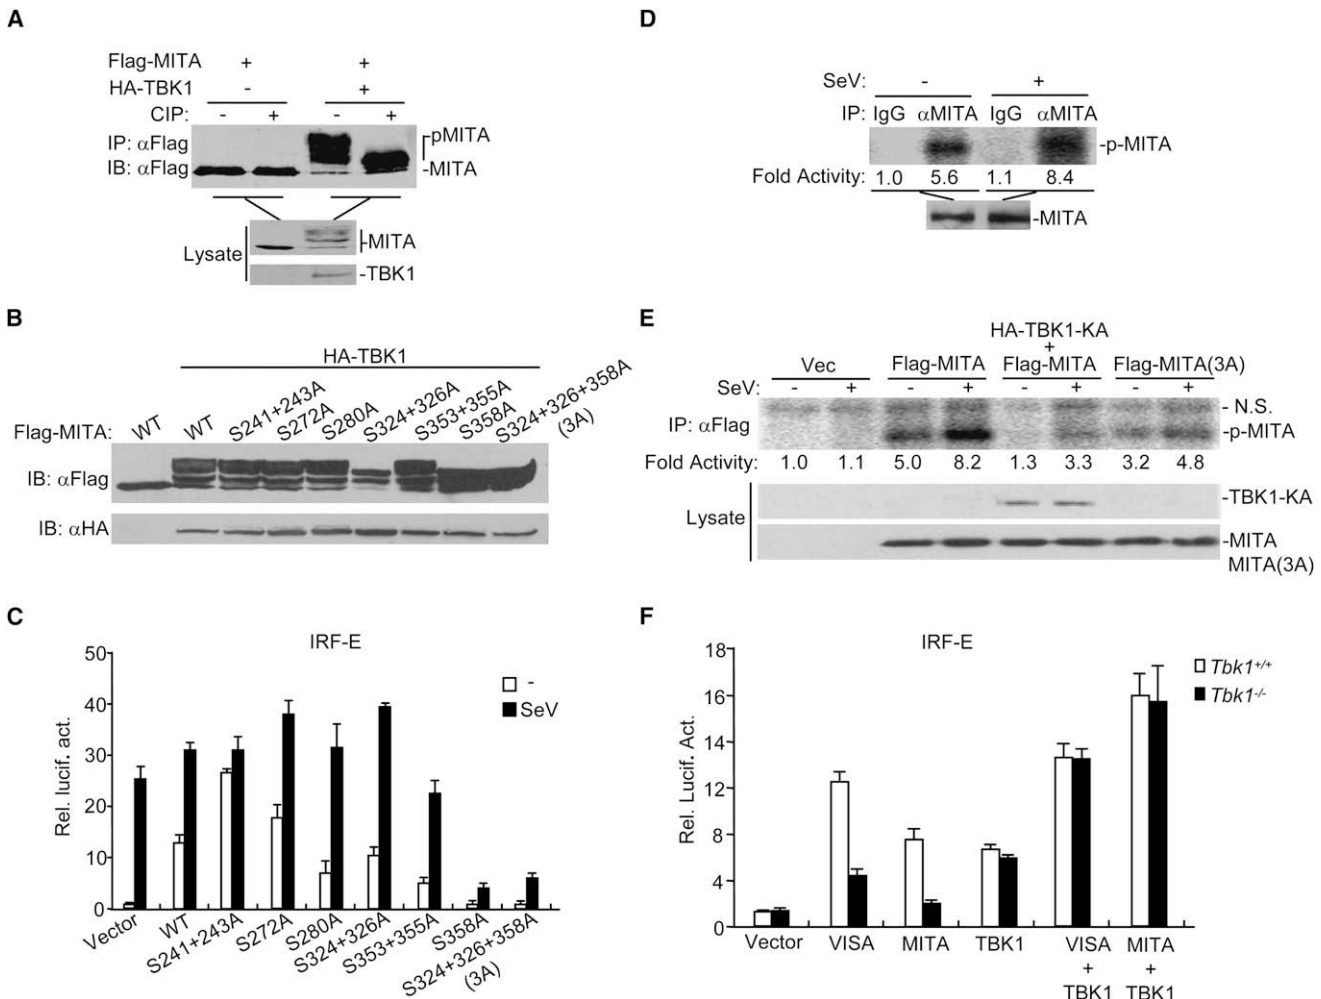 A
Flag-MITA + +
HA-TBK1 - +
CIP: - + - +
IP: αFlag
IB: αFlag
pMITA
-MITA
Lysate
-MITA
-TBK1
B
HA-TBK1
Flag-MITA: WT WT S241+243A S272A S280A S324+326A S353+355A S358A S324+326+358A (3A)
IB: αFlag
IB: αHA
C
IRF-E
Rel. lucif. act.
50
40
30
20
10
0
-
SeV
Vector WT S241+243A S272A S280A S324+326A S353+355A S358A S324+326+358A
(3A)
D
SeV: - +
IP: IgG αMITA IgG αMITA
-p-MITA
Fold Activity: 1.0 5.6 1.1 8.4
-MITA
E
HA-TBK1-KA
+
Vec Flag-MITA Flag-MITA Flag-MITA(3A)
SeV: - + - + - + - +
- N.S.
IP: αFlag
-p-MITA
Fold Activity: 1.0 1.1 5.0 8.2 1.3 3.3 3.2 4.8
-TBK1-KA
Lysate
-MITA
MITA(3A)
F
IRF-E
Rel. Lucif. Act.
18
16
14
12
8
4
0
Tbk1+/+
Tbk1-/-
Vector VISA MITA TBK1 VISA MITA
+ +
TBK1 TBK1